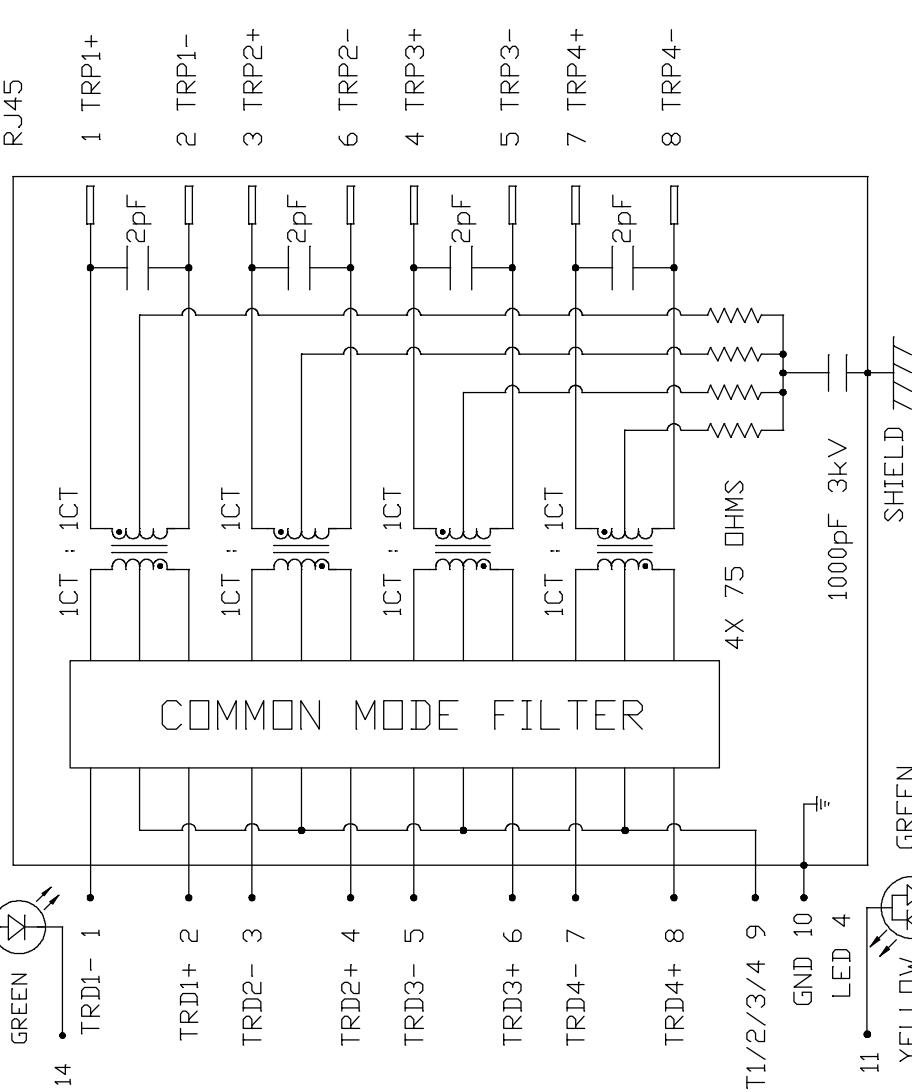 RJ45
1 TRP1+
2 TRP1-
3 TRP2+
6 TRP2-
4 TRP3+
5 TRP3-
7 TRP4+
8 TRP4-
2pF
2pF
2pF
2pF
1CT : 1CT
1CT : 1CT
1CT : 1CT
1CT : 1CT
4X 75 OHMS
1000pF 3kV
SHIELD
COMMON MODE FILTER
GREEN
14
TRD1- 1
TRD1+ 2
TRD2- 3
TRD2+ 4
TRD3- 5
TRD3+ 6
TRD4- 7
TRD4+ 8
T1/2/3/4 9
GND 10
LED 4
11
YELLOW
GREEN